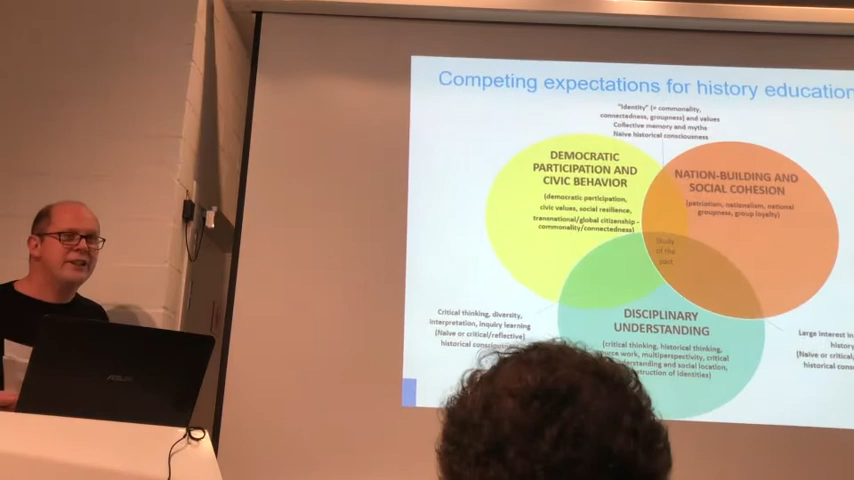 Competing expectations for history education
"Identity" (= commonality,
connectedness, groupness) and values
Collective memory and myths
Naive historical consciousness
DEMOCRATIC
PARTICIPATION AND
CIVIC BEHAVIOR
(democratic participation,
civic values, social resilience,
transnational/global citizenship -
commonality/connectedness)
NATION-BUILDING AND
SOCIAL COHESION
(patriotism, nationalism, national
groupness, group loyalty)
Study
of the
past
Critical thinking, diversity,
interpretation, inquiry learning
(Naive or critical/reflective)
historical
DISCIPLINARY
UNDERSTANDING
(critical thinking, historical thinking,
work, multiperspectivity, critical
understanding and social location,
of identities)
Large interest in
history
(Naive or critical/
historical
ASUS